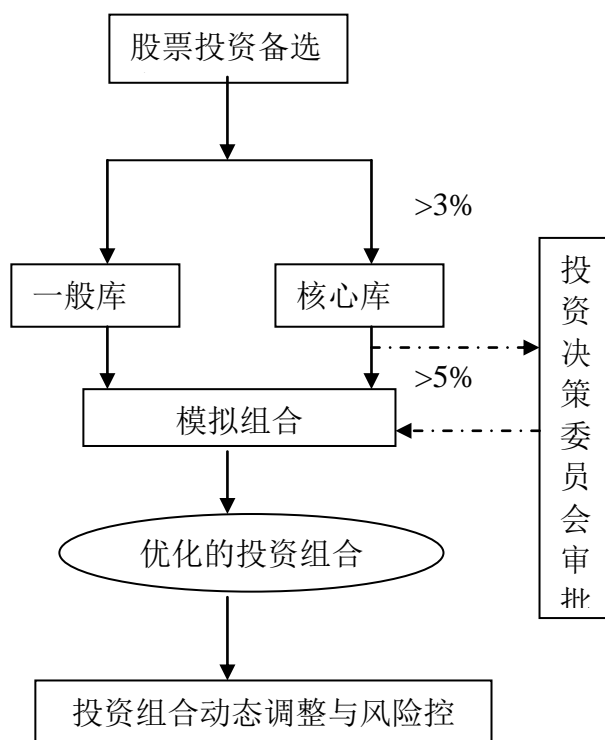 股票投资备选
>3%
一般库
核心库
>5%
模拟组合
优化的投资组合
投资组合动态调整与风险控
投资决策委员会审批